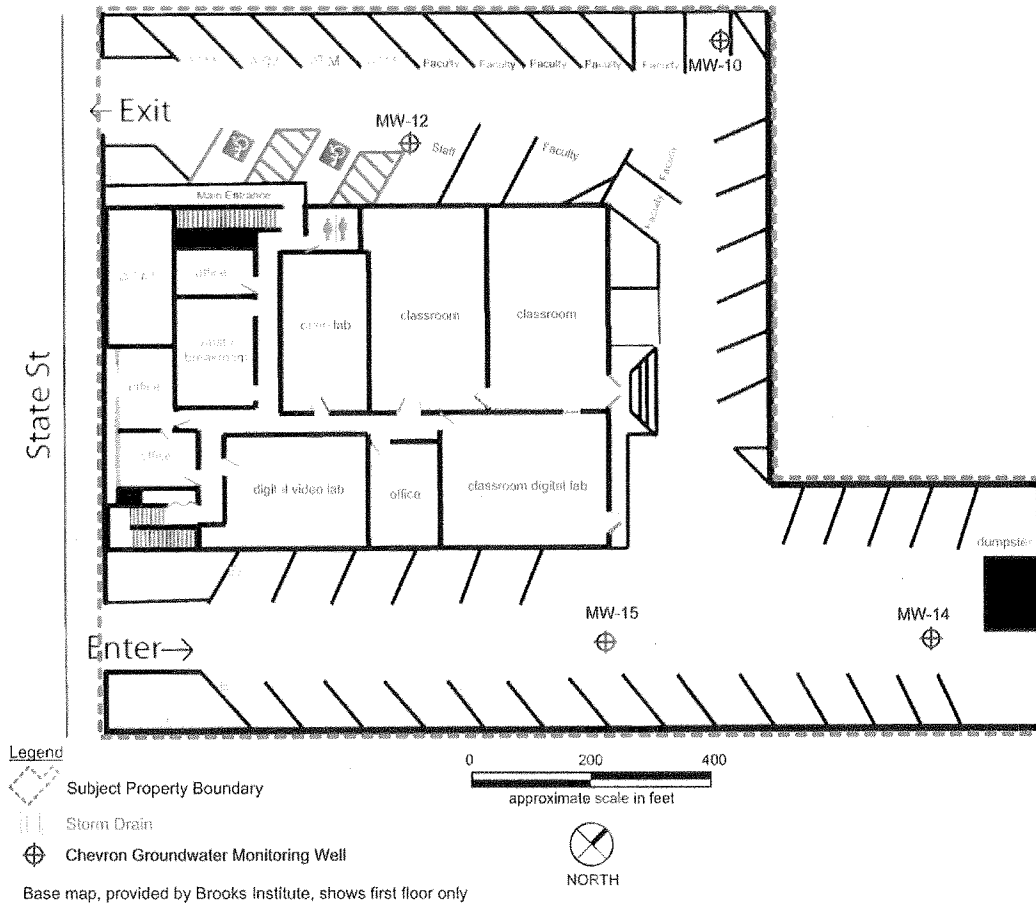 Faculty
Faculty
Faculty
Faculty
Faculty
MW-10
← Exit
MW-12
Staff
Faculty
Faculty
Faculty
Main Entrance
office
classroom
classroom
State St
office
office
digital video lab
office
classroom digital lab
dumpster
MW-15
MW-14
Enter→
Legend
Subject Property Boundary
Storm Drain
Chevron Groundwater Monitoring Well
0 200 400
approximate scale in feet
NORTH
Base map, provided by Brooks Institute, shows first floor only